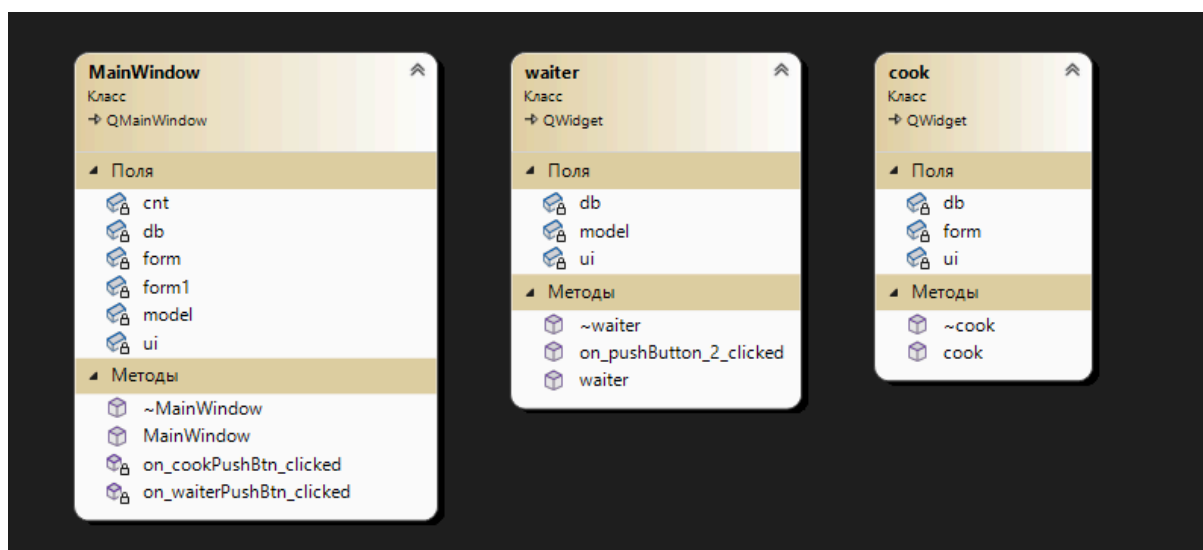 MainWindow
Класс
QMainWindow
Поля
cnt
db
form
form1
model
ui
Методы
~MainWindow
MainWindow
on_cookPushBtn_clicked
on_waiterPushBtn_clicked
waiter
Класс
QWidget
Поля
db
model
ui
Методы
~waiter
on_pushButton_2_clicked
waiter
cook
Класс
QWidget
Поля
db
form
ui
Методы
~cook
cook